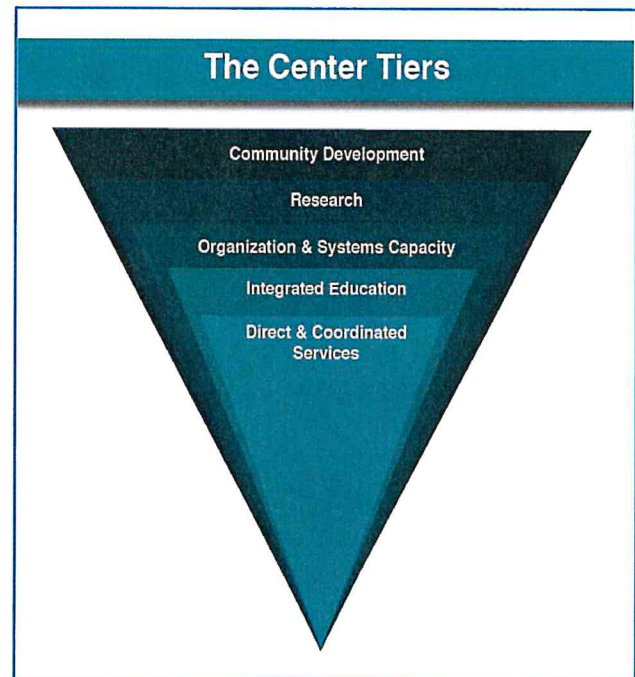 The Center Tiers
Community Development
Research
Organization & Systems Capacity
Integrated Education
Direct & Coordinated
Services